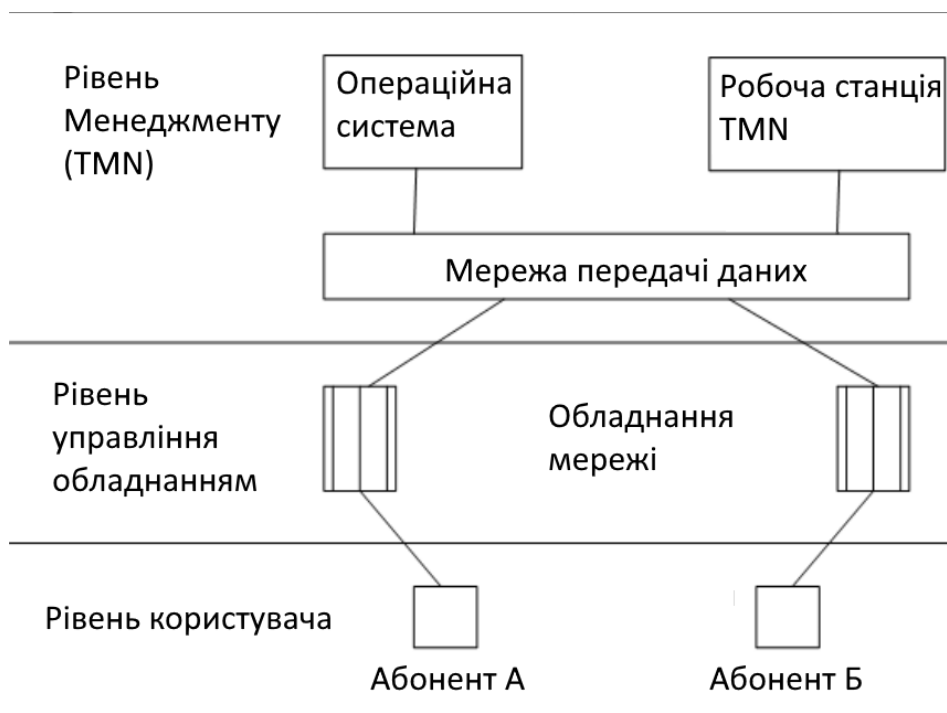 Рівень
Менеджменту
(TMN)
Операційна
система
Робоча станція
TMN
Мережа передачі даних
Рівень
управління
обладнанням
Обладнання
мережі
Рівень користувача
Абонент А
Абонент Б